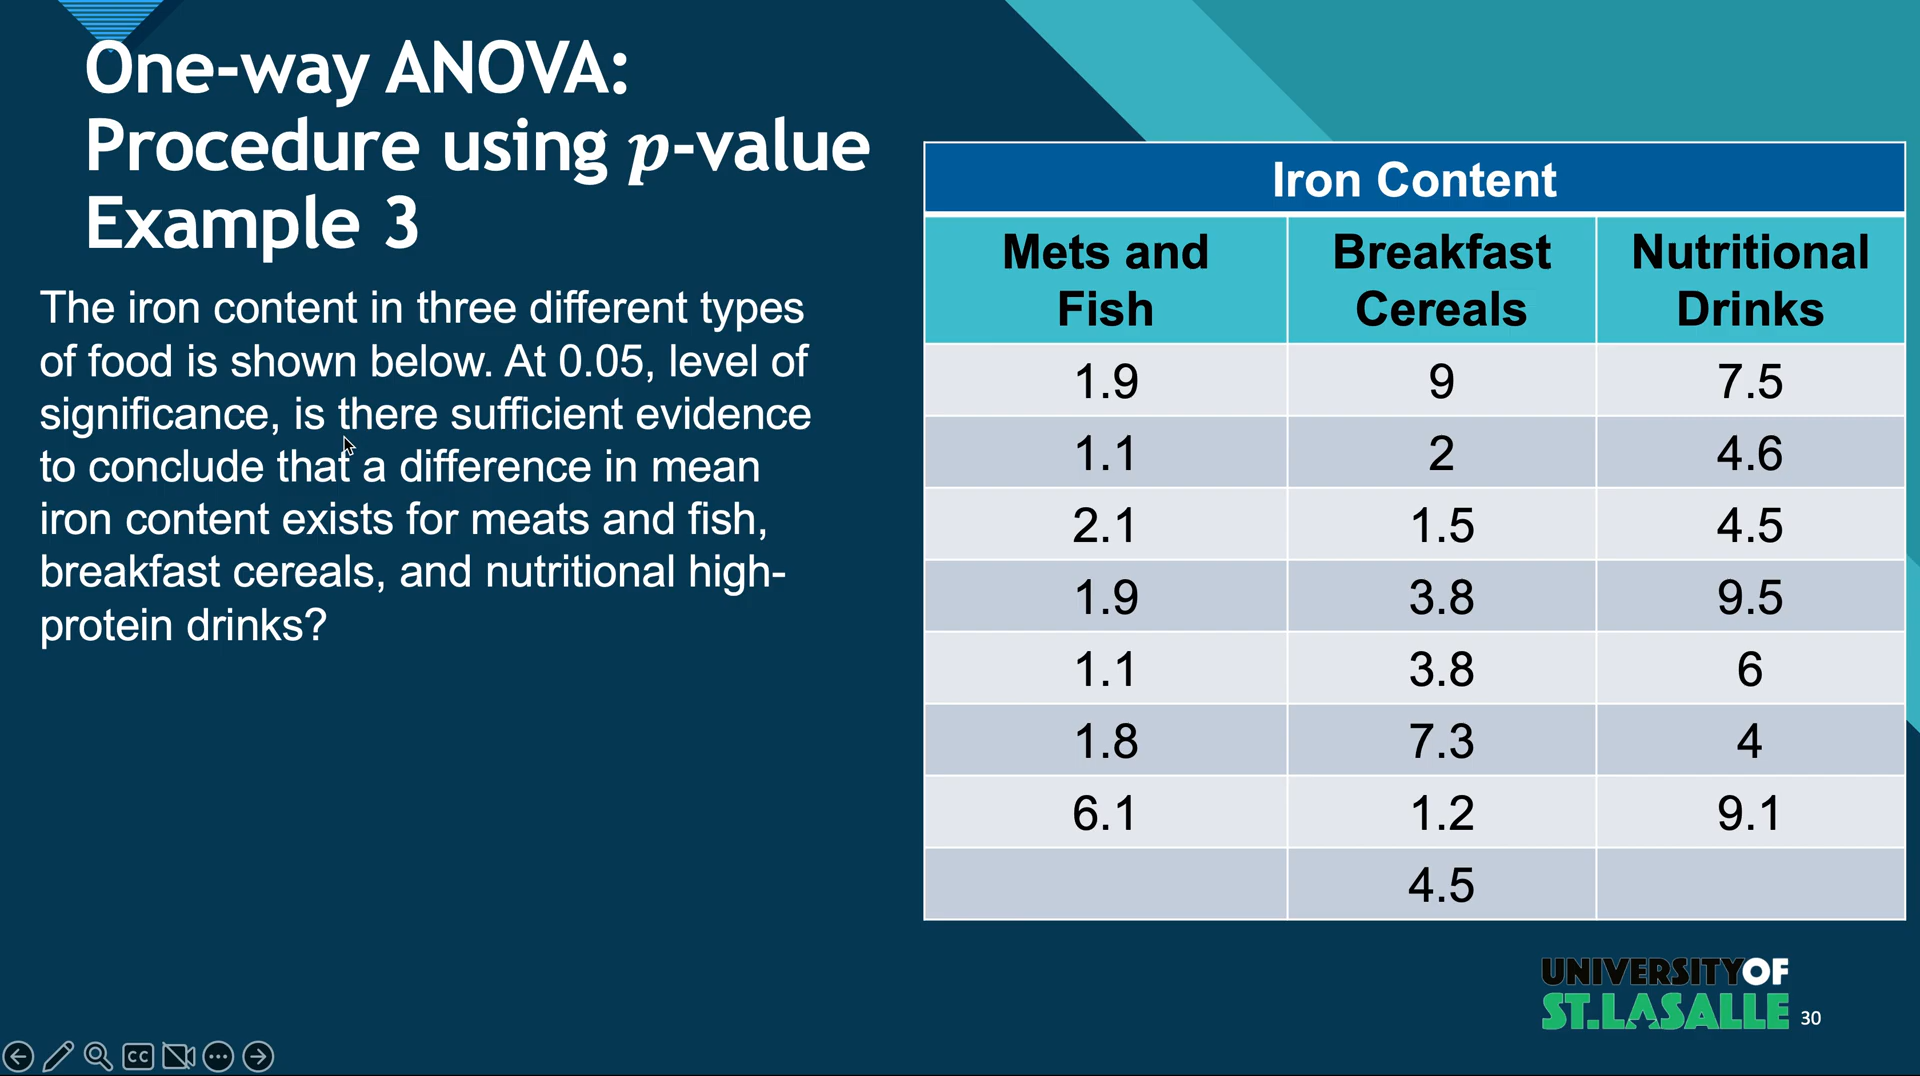 One-way ANOVA:
Procedure using p-value
Example 3
The iron content in three different types
of food is shown below. At 0.05, level of
significance, is there sufficient evidence
to conclude that a difference in mean
iron content exists for meats and fish,
breakfast cereals, and nutritional high-
protein drinks?
Iron Content
Mets and Fish Breakfast Cereals Nutritional Drinks
1.9 9 7.5
1.1 2 4.6
2.1 1.5 4.5
1.9 3.8 9.5
1.1 3.8 6
1.8 7.3 4
6.1 1.2 9.1
4.5
UNIVERSITY OF
ST. LA SALLE
30
CC